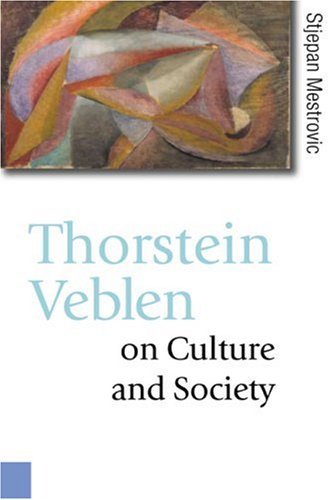 Stjepan Mestrovic
Thorstein
Veblen
on Culture
and Society